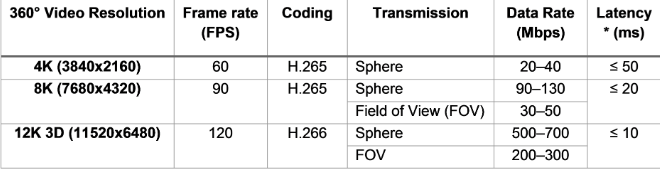 360° Video Resolution Frame rate (FPS) Coding Transmission Data Rate (Mbps) Latency * (ms)
4K (3840x2160) 60 H.265 Sphere 20–40 ≤ 50
8K (7680x4320) 90 H.265 Sphere 90–130 ≤ 20
Field of View (FOV) 30–50
12K 3D (11520x6480) 120 H.266 Sphere 500–700 ≤ 10
FOV 200–300